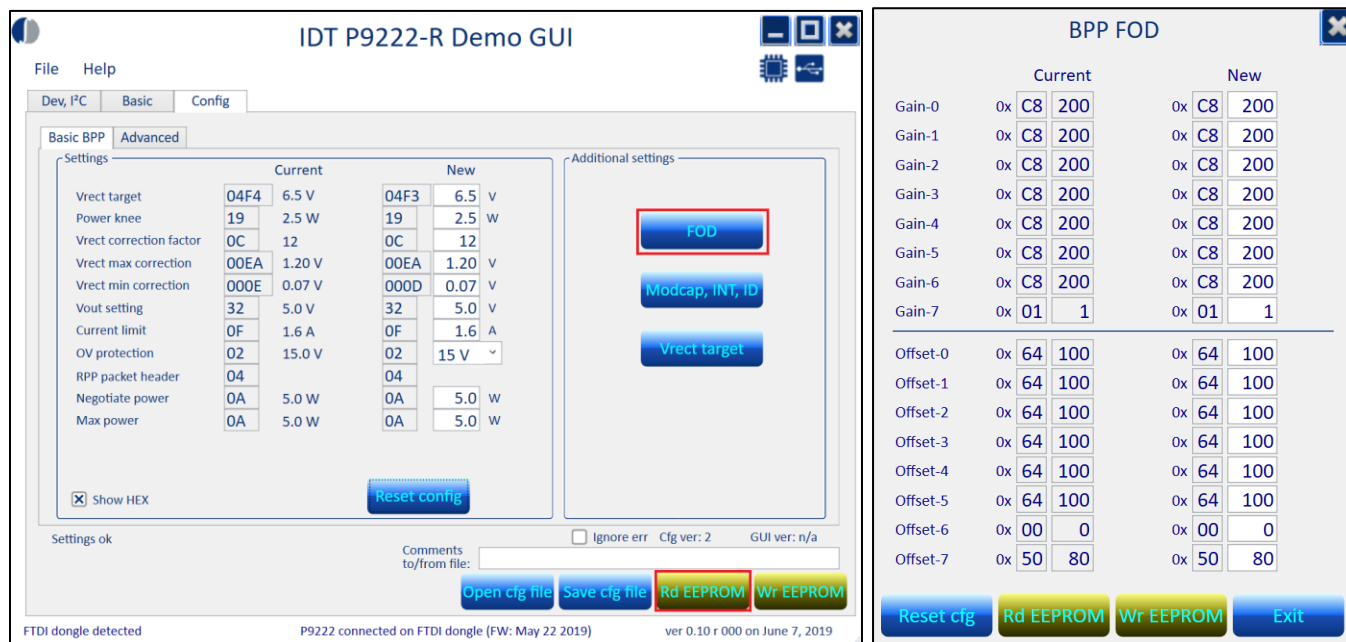 IDT P9222-R Demo GUI
File Help
Dev, I²C Basic Config
Basic BPP Advanced
Settings
Current New
Vrect target 04F4 6.5 V 04F3 6.5 V
Power knee 19 2.5 W 19 2.5 W
Vrect correction factor 0C 12 0C 12
Vrect max correction 00EA 1.20 V 00EA 1.20 V
Vrect min correction 000E 0.07 V 000D 0.07 V
Vout setting 32 5.0 V 32 5.0 V
Current limit 0F 1.6 A 0F 1.6 A
OV protection 02 15.0 V 02 15 V
RPP packet header 04 04
Negotiate power 0A 5.0 W 0A 5.0 W
Max power 0A 5.0 W 0A 5.0 W
Show HEX
Reset config
Additional settings
FOD
Modcap, INT, ID
Vrect target
Settings ok
Ignore err Cfg ver: 2 GUI ver: n/a
Comments
to/from file:
Open cfg file Save cfg file Rd EEPROM Wr EEPROM
FTDI dongle detected P9222 connected on FTDI dongle (FW: May 22 2019) ver 0.10 r 000 on June 7, 2019
BPP FOD
Current New
Gain-0 0x C8 200 0x C8 200
Gain-1 0x C8 200 0x C8 200
Gain-2 0x C8 200 0x C8 200
Gain-3 0x C8 200 0x C8 200
Gain-4 0x C8 200 0x C8 200
Gain-5 0x C8 200 0x C8 200
Gain-6 0x C8 200 0x C8 200
Gain-7 0x 01 1 0x 01 1
Offset-0 0x 64 100 0x 64 100
Offset-1 0x 64 100 0x 64 100
Offset-2 0x 64 100 0x 64 100
Offset-3 0x 64 100 0x 64 100
Offset-4 0x 64 100 0x 64 100
Offset-5 0x 64 100 0x 64 100
Offset-6 0x 00 0 0x 00 0
Offset-7 0x 50 80 0x 50 80
Reset cfg Rd EEPROM Wr EEPROM Exit